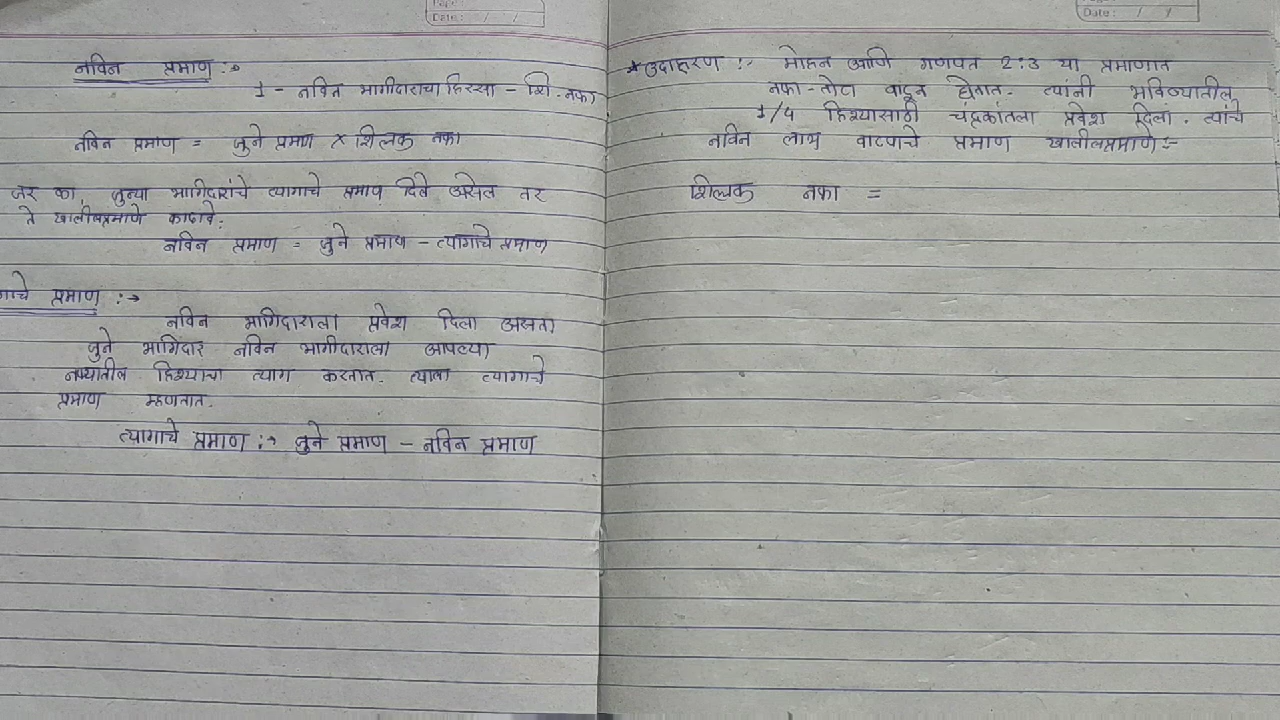 Date: / /
नविन प्रमाण :→
1 - नविन भागीदाराचा हिस्सा - शि. नफा
नविन प्रमाण = जुने प्रमाण × शिल्लक नफा
जर का, जुन्या भागिदारांचे त्यागाचे प्रमाण दिले असेल तर
ते खालीलप्रमाणे काढावे:
नविन प्रमाण = जुने प्रमाण - त्यागाचे प्रमाण
गाचे प्रमाण :→
नविन भागिदाराला प्रवेश दिला असता
जुने भागिदार नविन भागीदाराला आपल्या
नफ्यातील हिश्याचा त्याग करतात. त्याला त्यागाचे
प्रमाण म्हणतात.
त्यागाचे प्रमाण :→ जुने प्रमाण - नविन प्रमाण
Date: / /
★ उदाहरण :- मोहन आणि गणपत 2:3 या प्रमाणात
नफा-तोटा वाटून घेतात. त्यांनी भविष्यातील
1/4 हिश्यासाठी चंद्रकांतला प्रवेश दिला. त्यांचे
नविन लाभ वाटपाचे प्रमाण खालीलप्रमाणे:-
शिल्लक नफा =